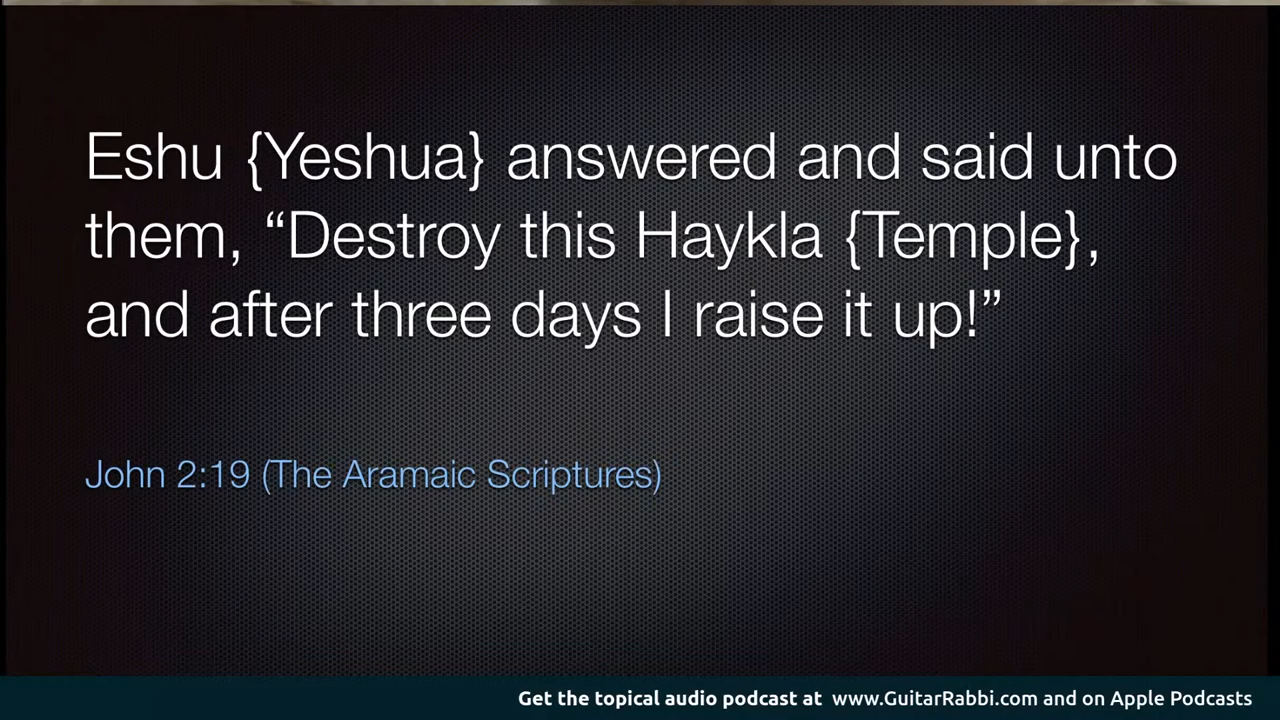 Eshu {Yeshua} answered and said unto
them, “Destroy this Haykla {Temple},
and after three days I raise it up!”
John 2:19 (The Aramaic Scriptures)
Get the topical audio podcast at www.GuitarRabbi.com and on Apple Podcasts